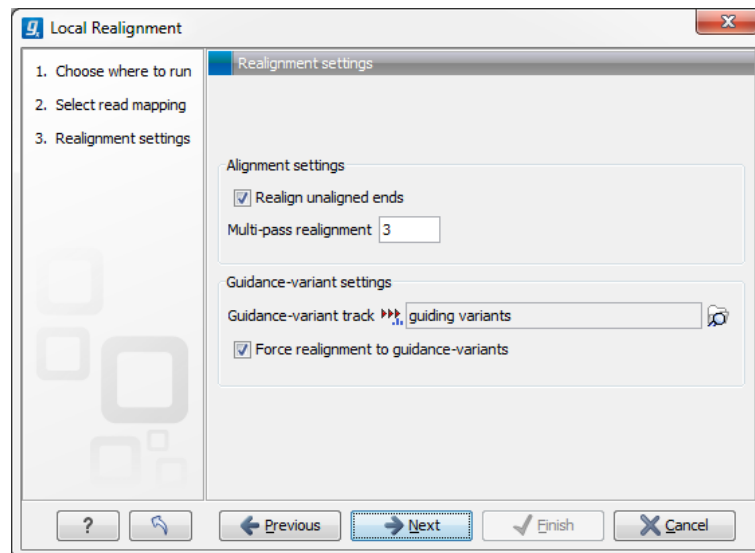 Local Realignment
1. Choose where to run
2. Select read mapping
3. Realignment settings
Realignment settings
Alignment settings
Realign unaligned ends
Multi-pass realignment 3
Guidance-variant settings
Guidance-variant track guiding variants
Force realignment to guidance-variants
? Previous Next Finish Cancel